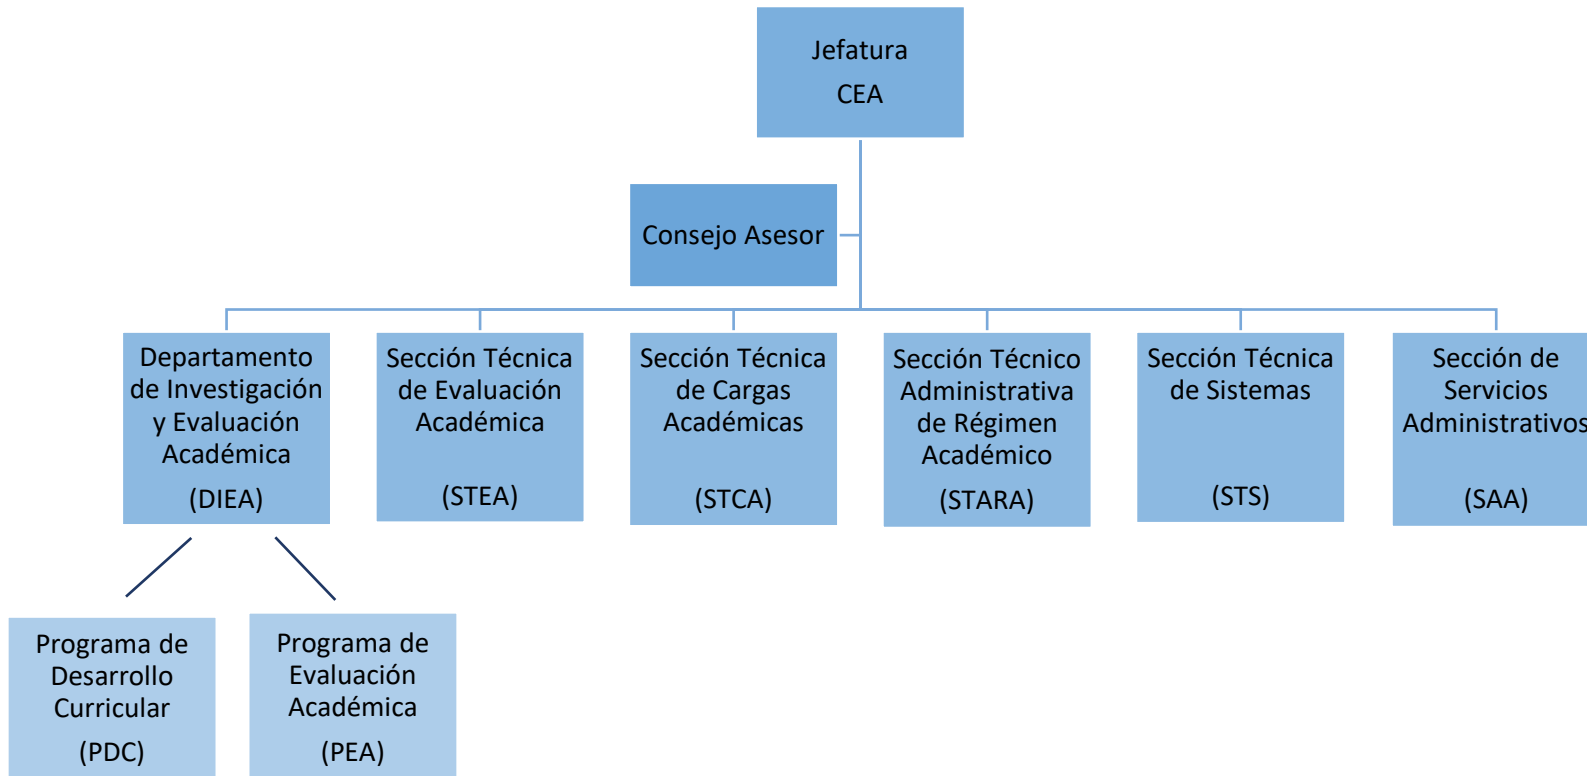 Jefatura
CEA
Consejo Asesor
Departamento
de Investigación
y Evaluación
Académica
(DIEA)
Sección Técnica
de Evaluación
Académica
(STEA)
Sección Técnica
de Cargas
Académicas
(STCA)
Sección Técnico
Administrativa
de Régimen
Académico
(STARA)
Sección Técnica
de Sistemas
(STS)
Sección de
Servicios
Administrativos
(SAA)
Programa de
Desarrollo
Curricular
(PDC)
Programa de
Evaluación
Académica
(PEA)